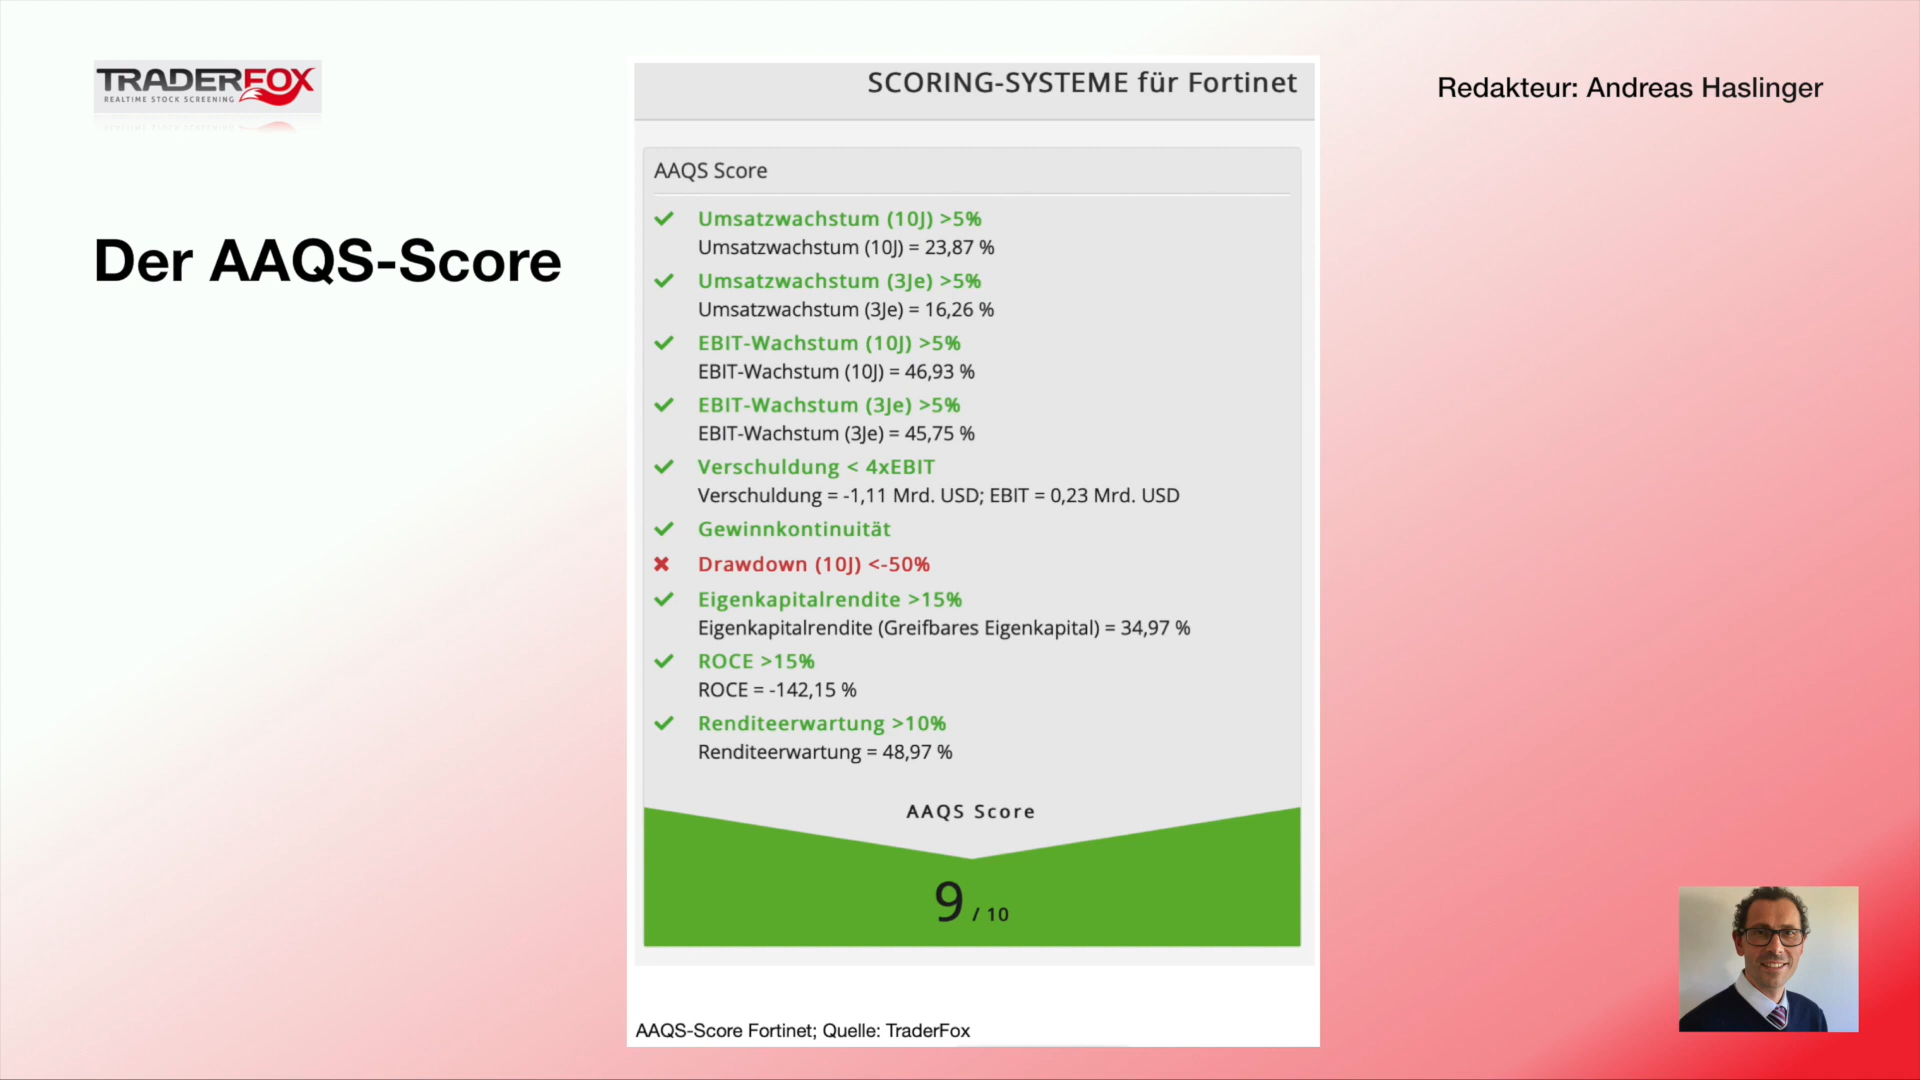 TRADERFOX
REALTIME STOCK SCREENING
SCORING-SYSTEME für Fortinet
Redakteur: Andreas Haslinger
Der AAQS-Score
AAQS Score
Umsatzwachstum (10J) >5%
Umsatzwachstum (10J) = 23,87 %
Umsatzwachstum (3Je) >5%
Umsatzwachstum (3Je) = 16,26 %
EBIT-Wachstum (10J) >5%
EBIT-Wachstum (10J) = 46,93 %
EBIT-Wachstum (3Je) >5%
EBIT-Wachstum (3Je) = 45,75 %
Verschuldung < 4xEBIT
Verschuldung = -1,11 Mrd. USD; EBIT = 0,23 Mrd. USD
Gewinnkontinuität
Drawdown (10J) <-50%
Eigenkapitalrendite >15%
Eigenkapitalrendite (Greifbares Eigenkapital) = 34,97 %
ROCE >15%
ROCE = -142,15 %
Renditeerwartung >10%
Renditeerwartung = 48,97 %
AAQS Score
9 / 10
AAQS-Score Fortinet; Quelle: TraderFox